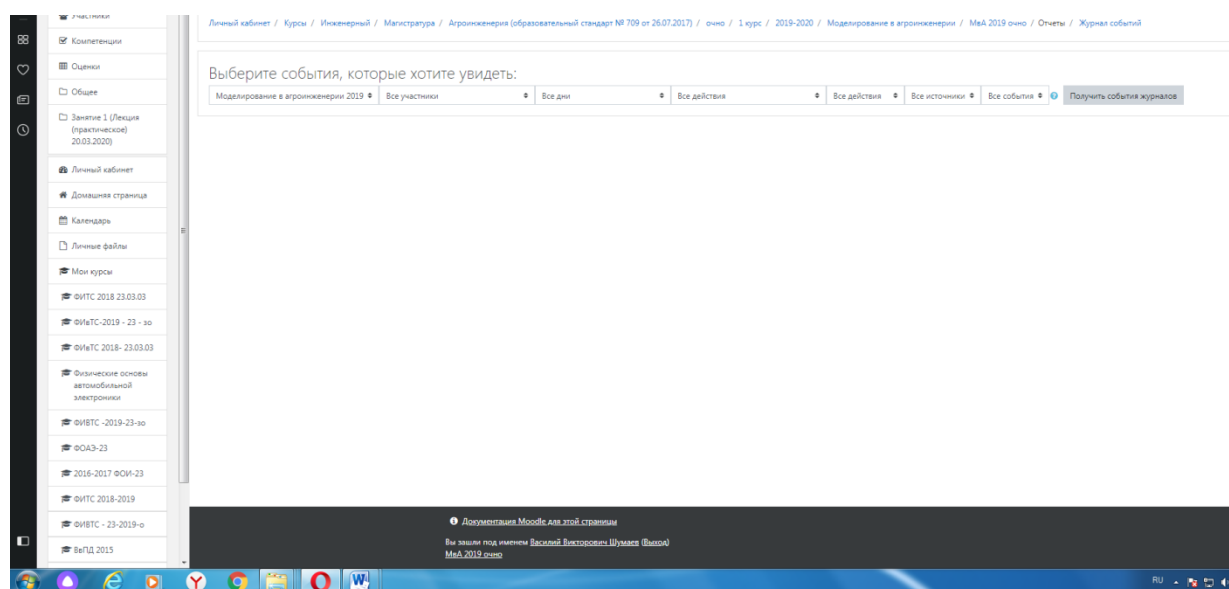 Участники
Компетенции
Оценки
Общее
Занятие 1 (Лекция
(практическое)
20.03.2020)
Личный кабинет
Домашняя страница
Календарь
Личные файлы
Мои курсы
ФИТС 2018 23.03.03
ФИвТС-2019 - 23 - зо
ФИвТС 2018- 23.03.03
Физические основы
автомобильной
электроники
ФИВТС -2019-23-зо
ФОАЭ-23
2016-2017 ФОИ-23
ФИТС 2018-2019
ФИВТС - 23-2019-о
ВвПД 2015
Личный кабинет / Курсы / Инженерный / Магистратура / Агроинженерия (образовательный стандарт № 709 от 26.07.2017) / очно / 1 курс / 2019-2020 / Моделирование в агроинженерии / МвА 2019 очно / Отчеты / Журнал событий
Выберите события, которые хотите увидеть:
Моделирование в агроинженерии 2019 Все участники Все дни Все действия Все действия Все источники Все события Получить события журналов
Документация Moodle для этой страницы
Вы зашли под именем Василий Викторович Шумаев (Выход)
МвА 2019 очно
RU